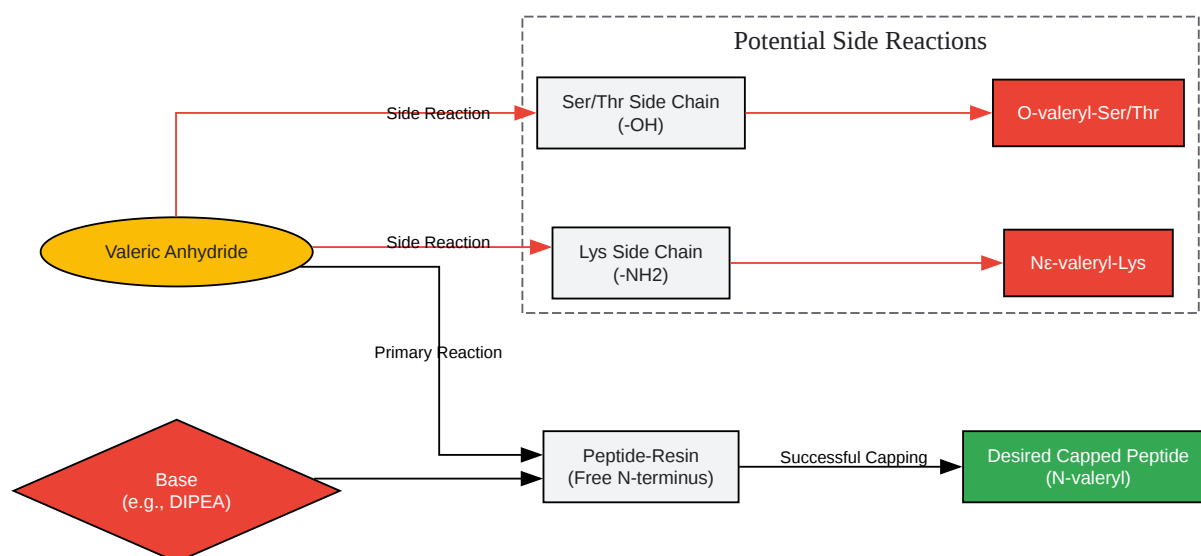 Potential Side Reactions
Side Reaction
Ser/Thr Side Chain
(-OH)
O-valeryl-Ser/Thr
Valeric Anhydride
Side Reaction
Lys Side Chain
(-NH2)
Nε-valeryl-Lys
Primary Reaction
Base
(e.g., DIPEA)
Peptide-Resin
(Free N-terminus)
Successful Capping
Desired Capped Peptide
(N-valeryl)